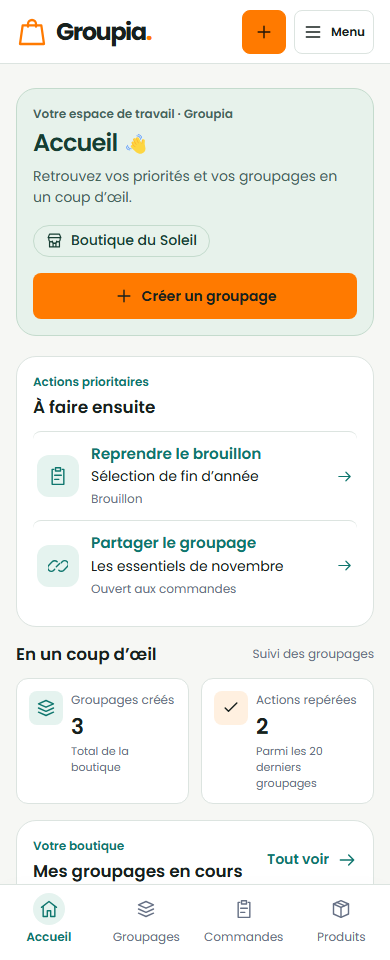 Groupia.
Menu
Votre espace de travail · Groupia
Accueil 👋
Retrouvez vos priorités et vos groupages en
un coup d’œil.
Boutique du Soleil
Créer un groupage
Actions prioritaires
À faire ensuite
Reprendre le brouillon
Sélection de fin d’année
Brouillon
Partager le groupage
Les essentiels de novembre
Ouvert aux commandes
En un coup d’œil
Suivi des groupages
Groupages créés
3
Total de la
boutique
Actions repérées
2
Parmi les 20
derniers
groupages
Votre boutique
Mes groupages en cours
Tout voir
Accueil
Groupages
Commandes
Produits